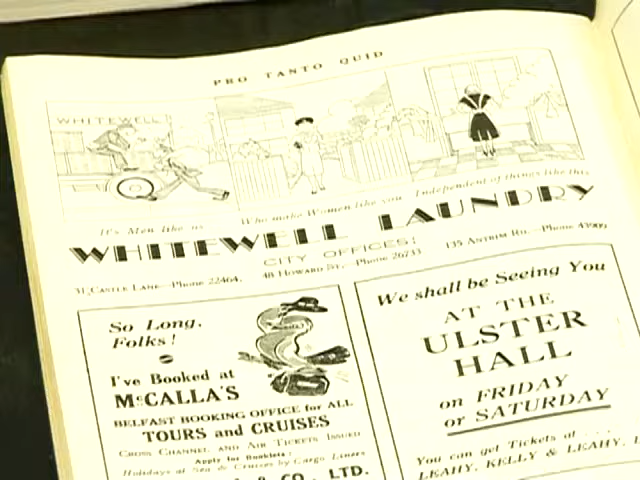 PRO TANTO QUID
WHITEWELL
It's Men like us
Who make Women like you
Independent of things like this
WHITEWELL LAUNDRY
CITY OFFICES:
37, CASTLE LANE—Phone 22464.
48 HOWARD ST.—Phone 26233
135 ANTRIM RD.—Phone
So Long,
Folks!
I've Booked at
McCALLA'S
BELFAST BOOKING OFFICE for ALL
TOURS and CRUISES
CROSS CHANNEL AND AIR TICKETS ISSUED
Apply for Booklets:
Holidays at Sea & Cruises by Cargo Liners
& CO., LTD.
We shall be Seeing You
AT THE
ULSTER
HALL
on FRIDAY
or SATURDAY
You can get Tickets at . . .
LEAHY, KELLY & LEAHY,